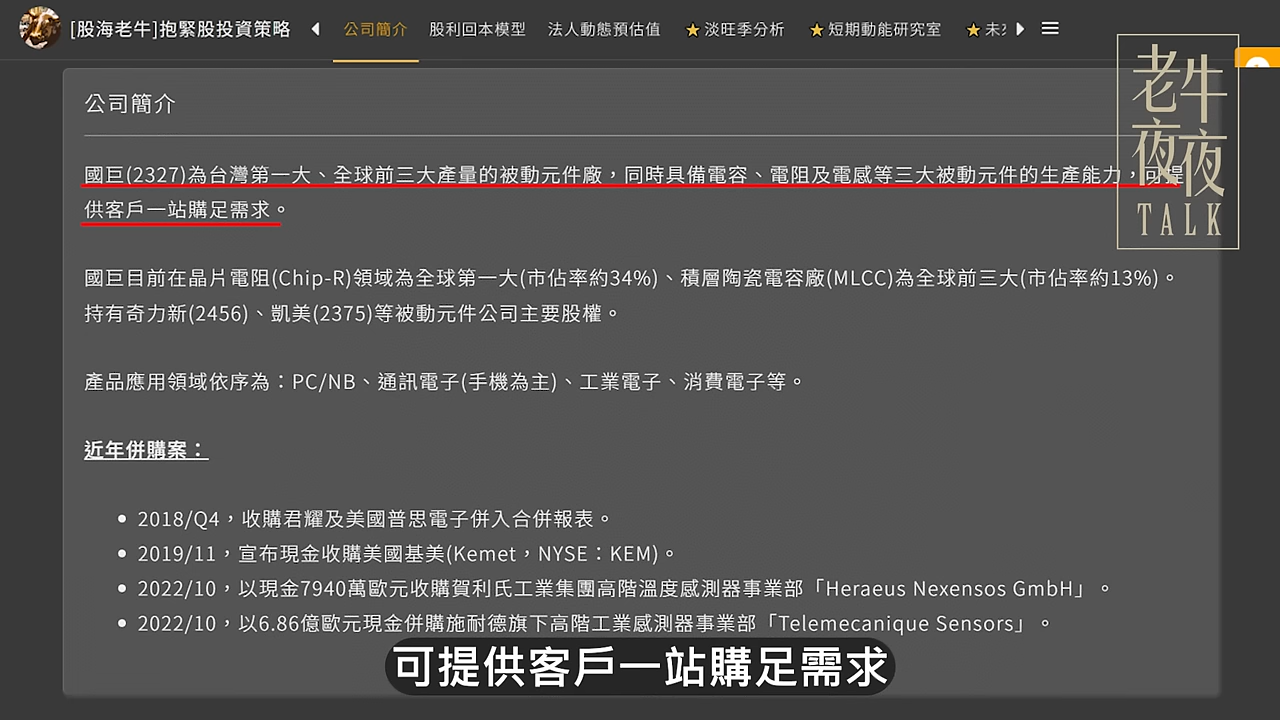 [股海老牛]抱緊股投資策略
公司簡介
股利回本模型
法人動態預估值
淡旺季分析
短期動能研究室
未
老牛
夜夜
TALK
公司簡介
國巨(2327)為台灣第一大、全球前三大產量的被動元件廠，同時具備電容、電阻及電感等三大被動元件的生產能力，可提
供客戶一站購足需求。
國巨目前在晶片電阻(Chip-R)領域為全球第一大(市佔率約34%)、積層陶瓷電容廠(MLCC)為全球前三大(市佔率約13%)。
持有奇力新(2456)、凱美(2375)等被動元件公司主要股權。
產品應用領域依序為：PC/NB、通訊電子(手機為主)、工業電子、消費電子等。
近年併購案：
2018/Q4，收購君耀及美國普思電子併入合併報表。
2019/11，宣布現金收購美國基美(Kemet，NYSE：KEM)。
2022/10，以現金7940萬歐元收購賀利氏工業集團高階溫度感測器事業部「Heraeus Nexensos GmbH」。
2022/10，以6.86億歐元現金併購施耐德旗下高階工業感測器事業部「Telemecanique Sensors」。
可提供客戶一站購足需求